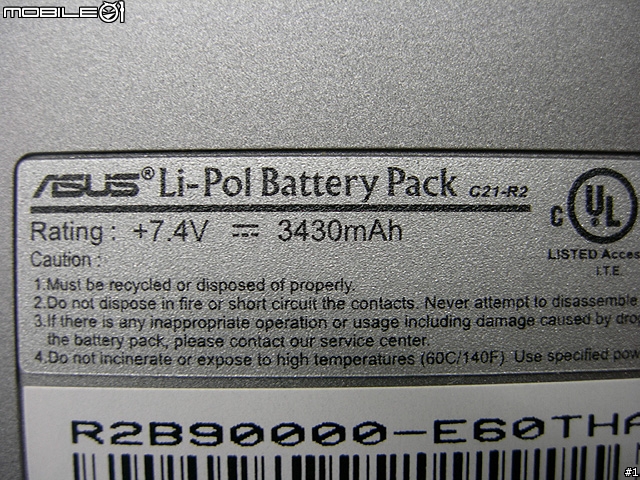 MOBILE01
ASUS® Li-Pol Battery Pack C21-R2
Rating : +7.4V ⎓ 3430mAh
Caution :
1.Must be recycled or disposed of properly.
2.Do not dispose in fire or short circuit the contacts. Never attempt to disassemble
3.If there is any inappropriate operation or usage including damage caused by dro
the battery pack, please contact our service center.
4.Do not incinerate or expose to high temperatures (60C/140F) Use specified pow
c UL
LISTED Acces
I.T.E.
R2B90000-E60THA
#1